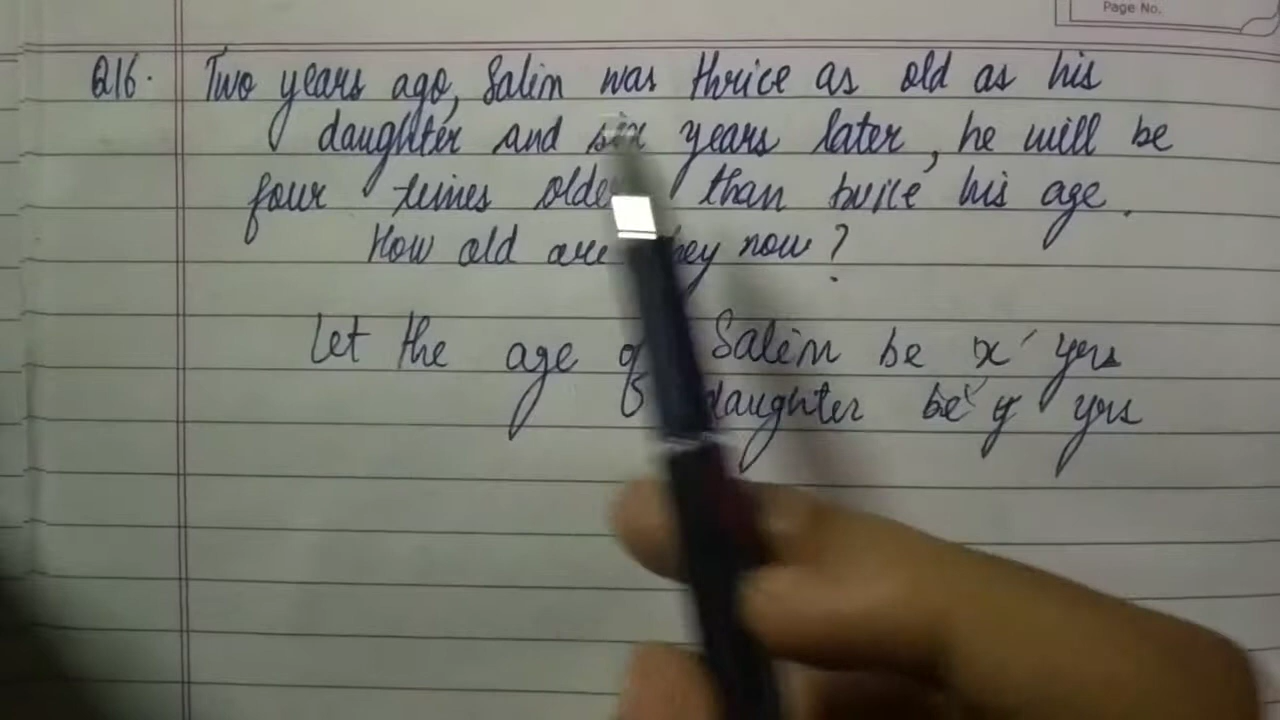 Page No.
Q16. Two years ago, Salim was thrice as old as his
daughter and six years later, he will be
four times older than twice his age.
How old are they now?
Let the age of Salim be x yrs
daughter be y yrs